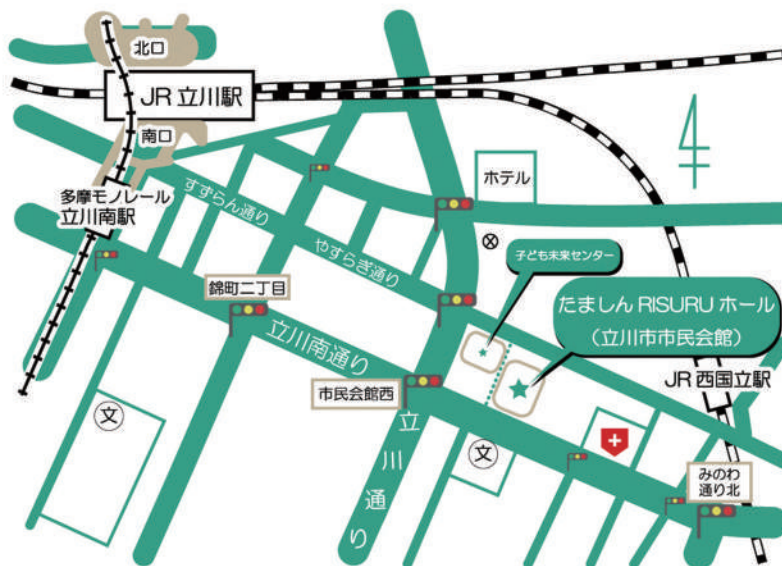 北口
JR 立川駅
南口
多摩モノレール
立川南駅
すずらん通り
やすらぎ通り
ホテル
子ども未来センター
たましん RISURU ホール
(立川市市民会館)
錦町二丁目
立川南通り
市民会館西
立川通り
JR 西国立駅
文
文
みのわ
通り北